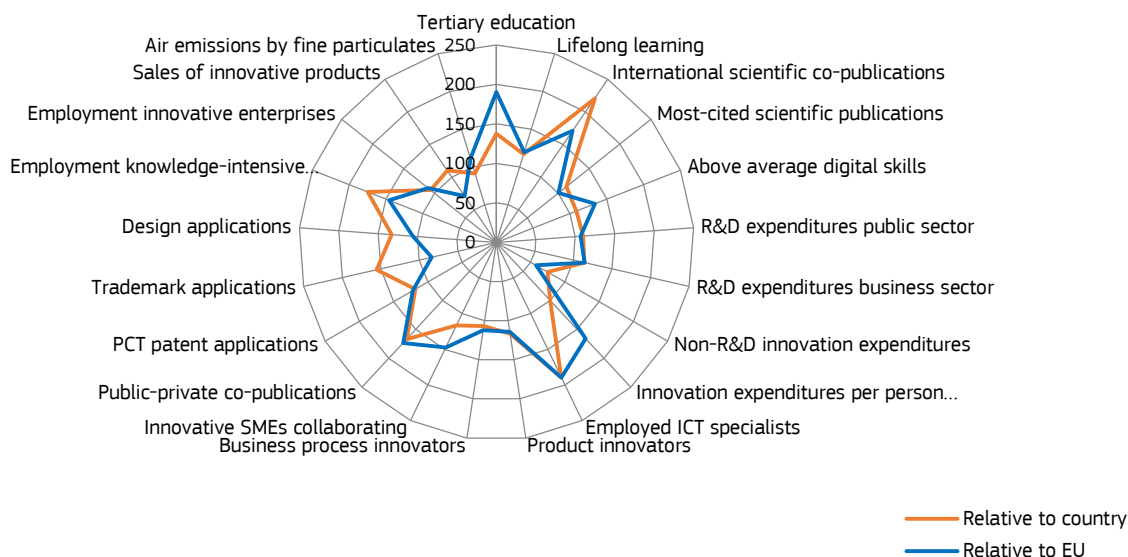 Tertiary education
Lifelong learning
International scientific co-publications
Most-cited scientific publications
Above average digital skills
R&D expenditures public sector
R&D expenditures business sector
Non-R&D innovation expenditures
Innovation expenditures per person...
Employed ICT specialists
Product innovators
Business process innovators
Innovative SMEs collaborating
Public-private co-publications
PCT patent applications
Trademark applications
Design applications
Employment knowledge-intensive...
Employment innovative enterprises
Sales of innovative products
Air emissions by fine particulates
250
200
150
100
50
0
Relative to country
Relative to EU